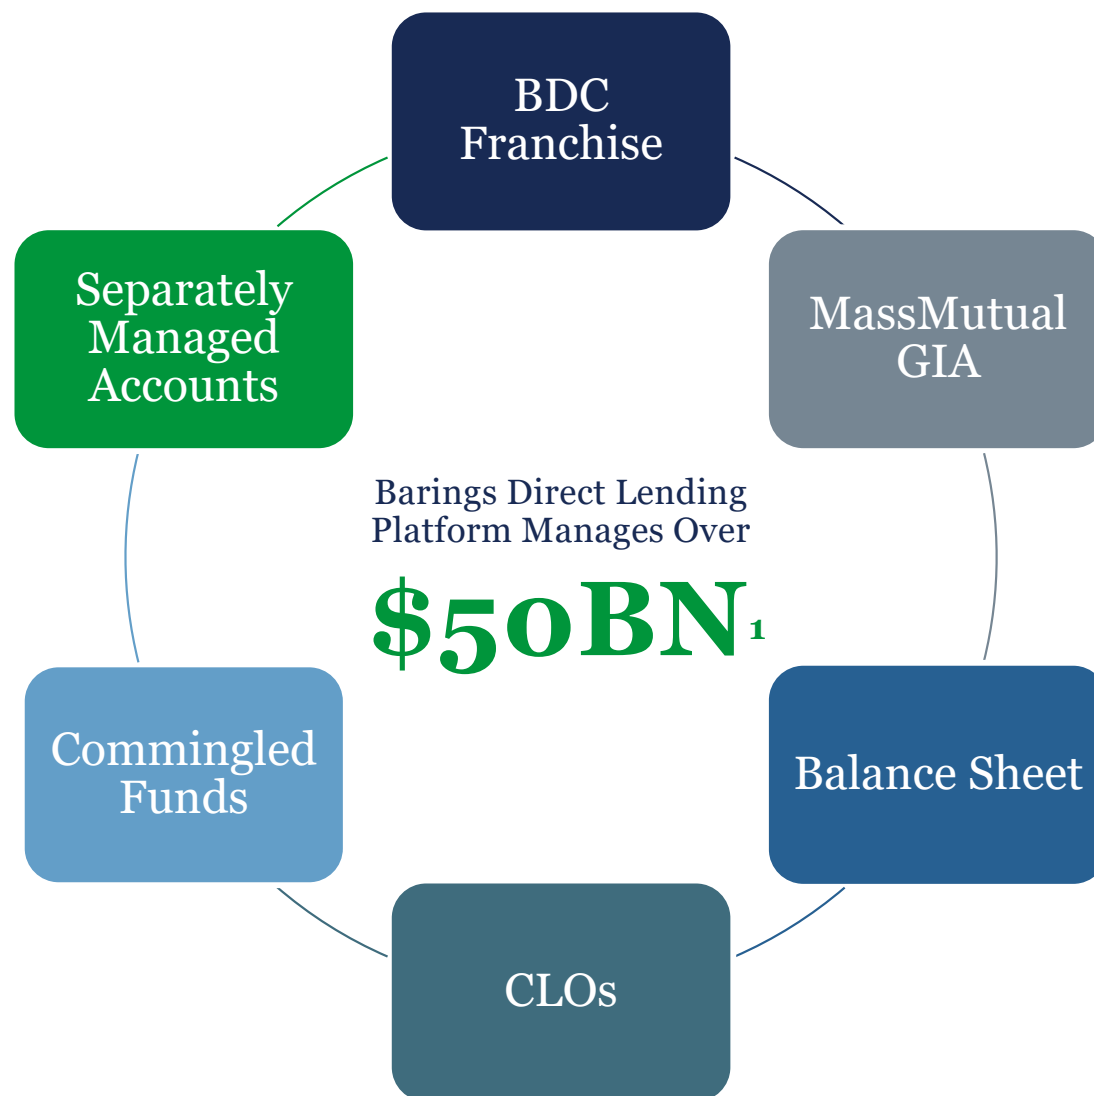 BDC
Franchise
MassMutual
GIA
Balance Sheet
CLOs
Commingled
Funds
Separately
Managed
Accounts
Barings Direct Lending
Platform Manages Over
$50BN1